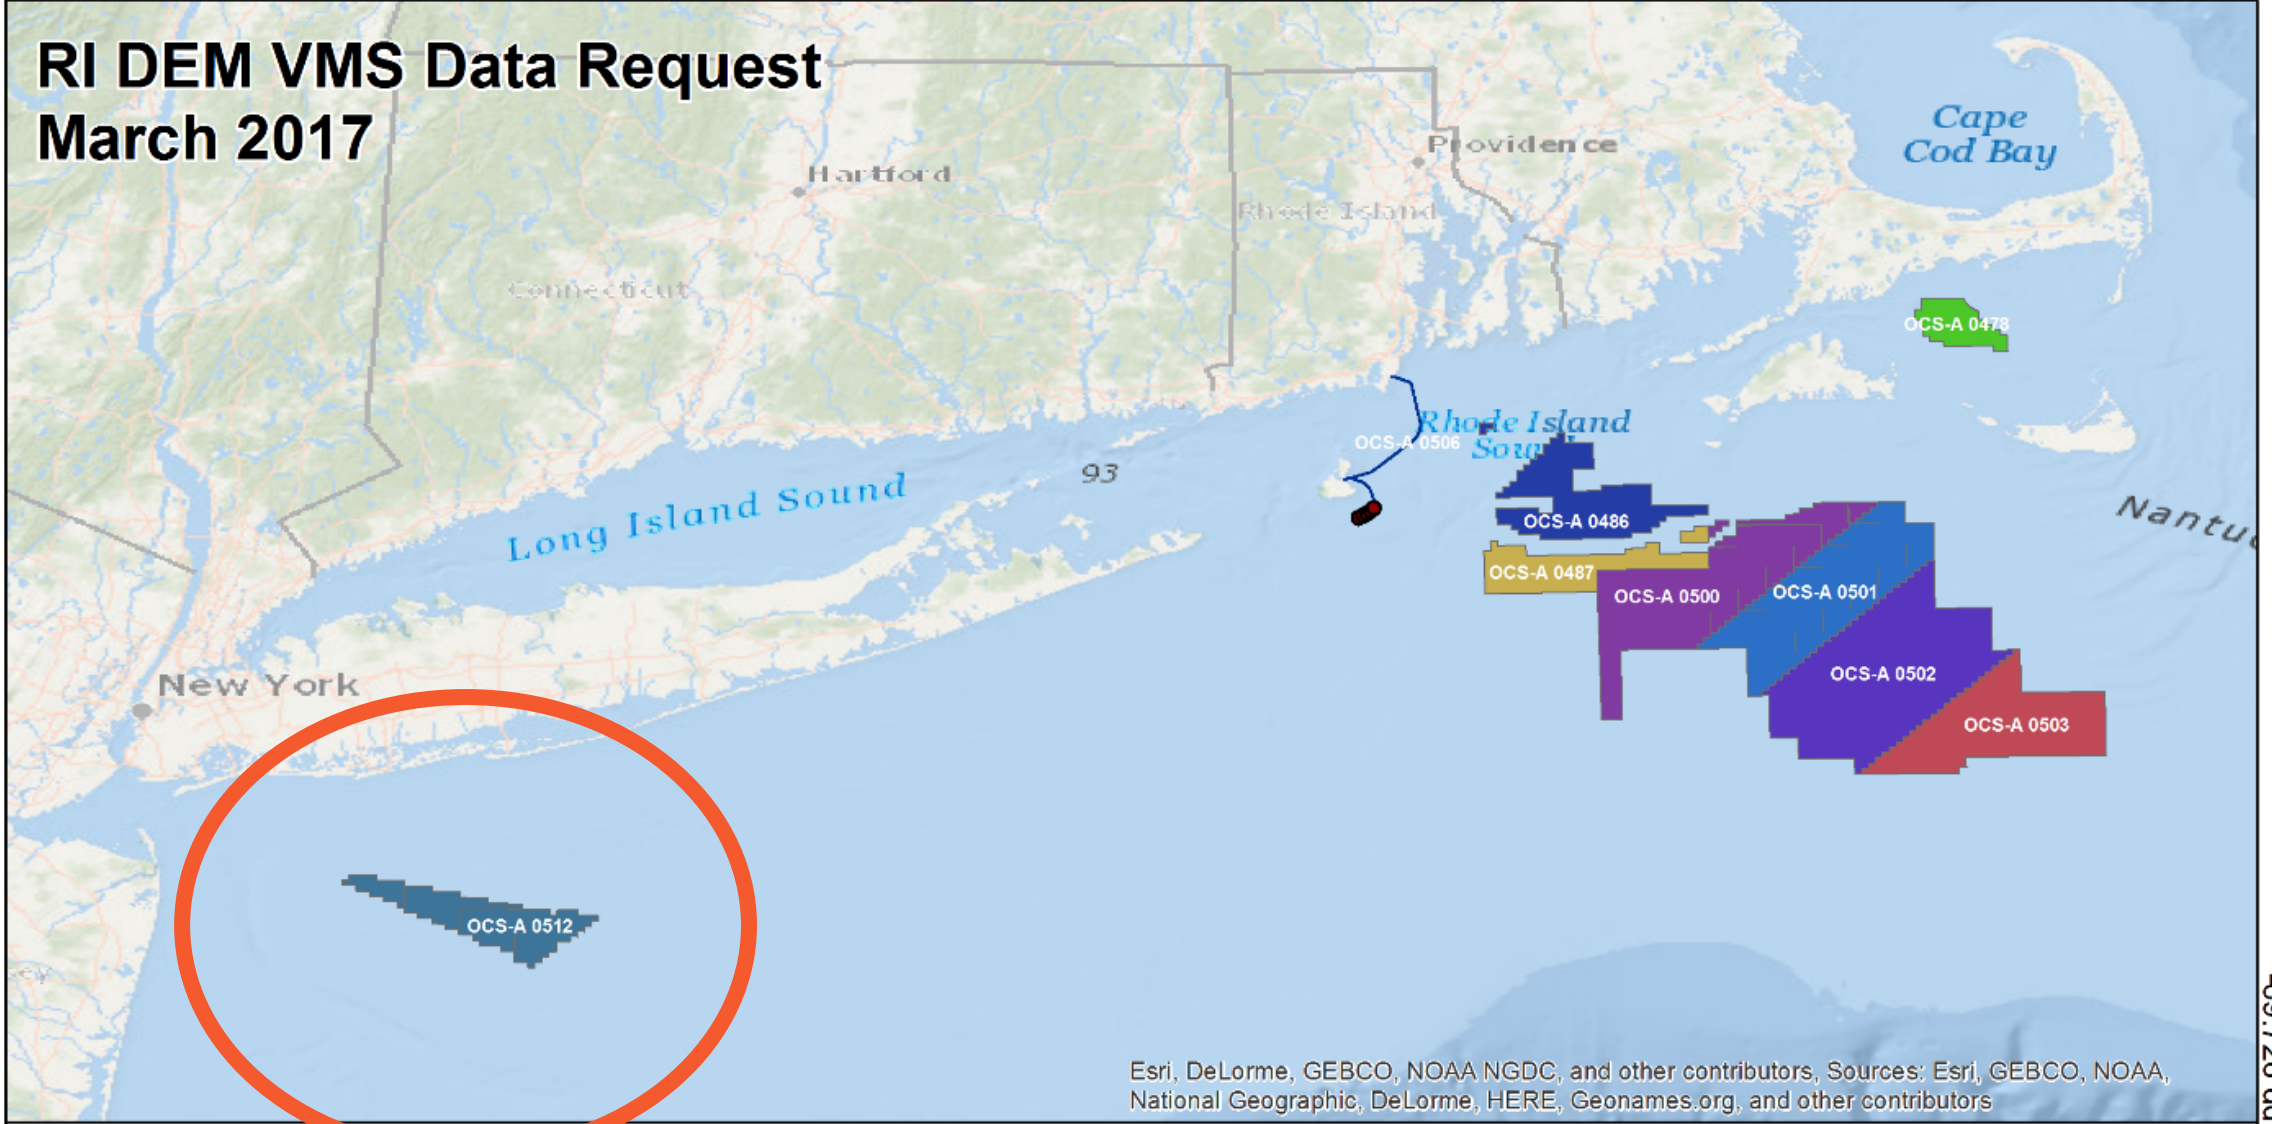 RI DEM VMS Data Request
March 2017
Cape
Cod Bay
Providence
Hartford
Rhode Island
Connecticut
OCS-A 0478
Rhode Island
OCS-A 0506
93
Long Island Sound
OCS-A 0486
OCS-A 0487
OCS-A 0500
OCS-A 0501
OCS-A 0502
OCS-A 0503
New York
OCS-A 0512
Esri, DeLorme, GEBCO, NOAA NGDC, and other contributors, Sources: Esri, GEBCO, NOAA,
National Geographic, DeLorme, HERE, Geonames.org, and other contributors